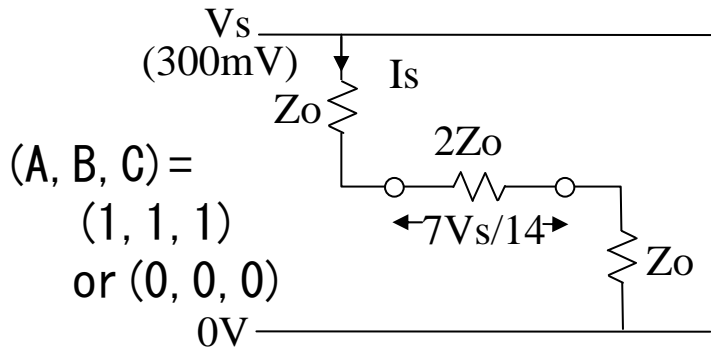 Vs
(300mV)
Is
Zo
2Zo
(A, B, C)=
(1, 1, 1)
7Vs/14
or (0, 0, 0)
Zo
0V